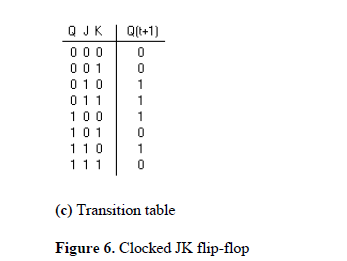 Q J K Q(t+1)
0 0 0 0
0 0 1 0
0 1 0 1
0 1 1 1
1 0 0 1
1 0 1 0
1 1 0 1
1 1 1 0
(c) Transition table
Figure 6. Clocked JK flip-flop